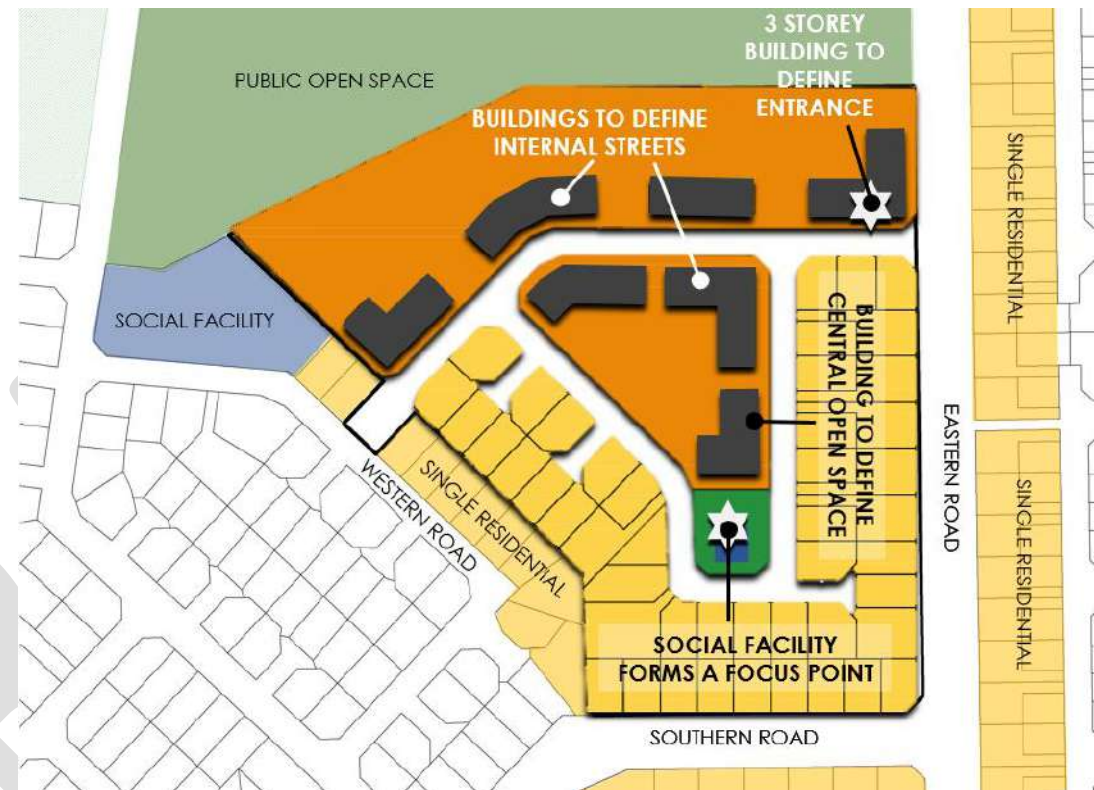 3 STOREY
BUILDING TO
DEFINE
ENTRANCE
PUBLIC OPEN SPACE
BUILDINGS TO DEFINE
INTERNAL STREETS
SINGLE RESIDENTIAL
SOCIAL FACILITY
BUILDING TO DEFINE
CENTRAL OPEN SPACE
EASTERN ROAD
WESTERN ROAD
SINGLE RESIDENTIAL
SINGLE RESIDENTIAL
SOCIAL FACILITY
FORMS A FOCUS POINT
SOUTHERN ROAD